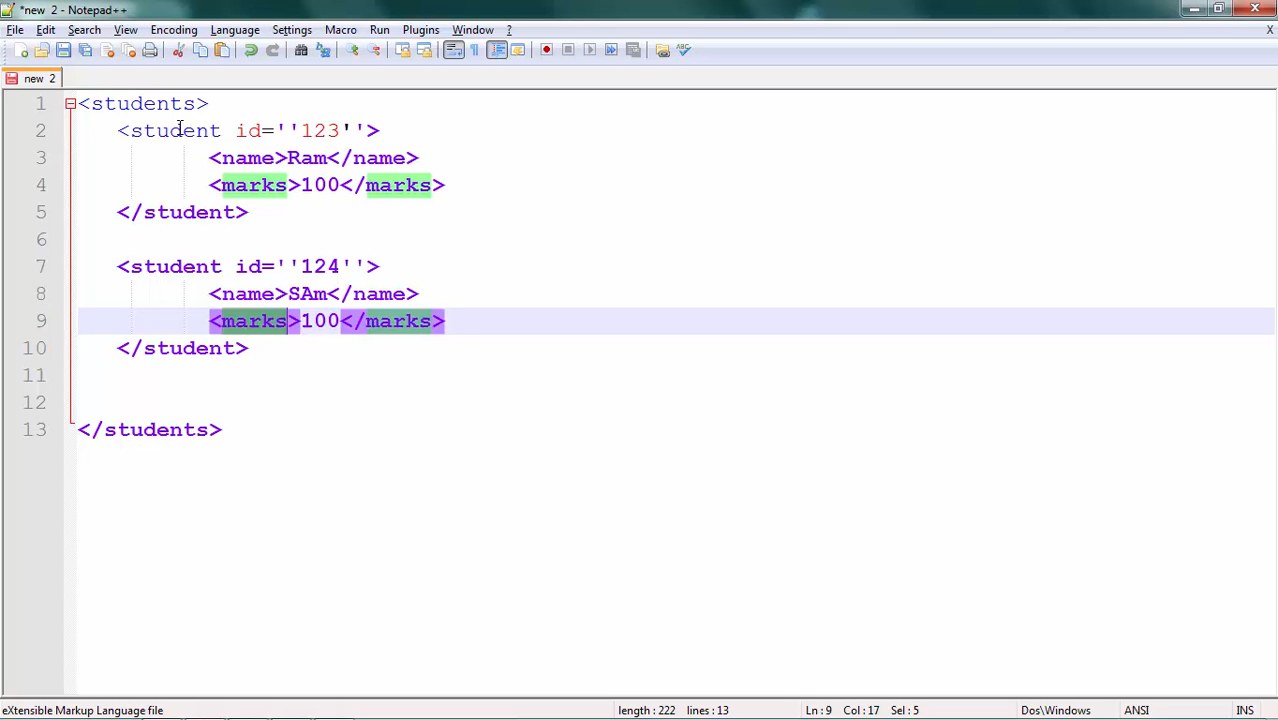 *new 2 - Notepad++
File Edit Search View Encoding Language Settings Macro Run Plugins Window ? X
new 2
1 <students>
2 <student id=''123''>
3 <name>Ram</name>
4 <marks>100</marks>
5 </student>
6
7 <student id=''124''>
8 <name>SAm</name>
9 <marks>100</marks>
10 </student>
11
12
13 </students>
eXtensible Markup Language file length : 222 lines : 13 Ln : 9 Col : 17 Sel : 5 Dos\Windows ANSI INS